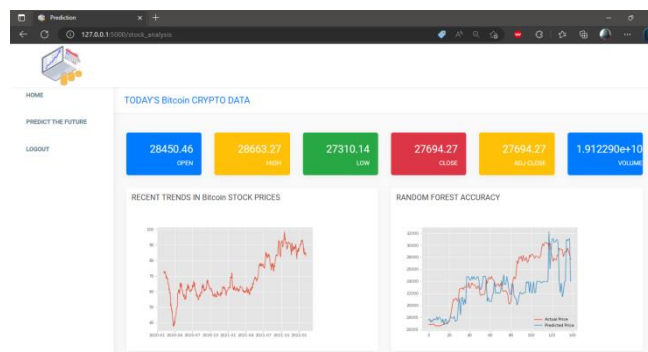 Prediction
127.0.0.1:5000/stock_analysis
HOME
PREDICT THE FUTURE
LOGOUT
TODAY'S Bitcoin CRYPTO DATA
28450.46
OPEN
28663.27
HIGH
27310.14
LOW
27694.27
CLOSE
27694.27
ADJ CLOSE
1.912290e+10
VOLUME
RECENT TRENDS IN Bitcoin STOCK PRICES
RANDOM FOREST ACCURACY
Actual Price
Predicted Price